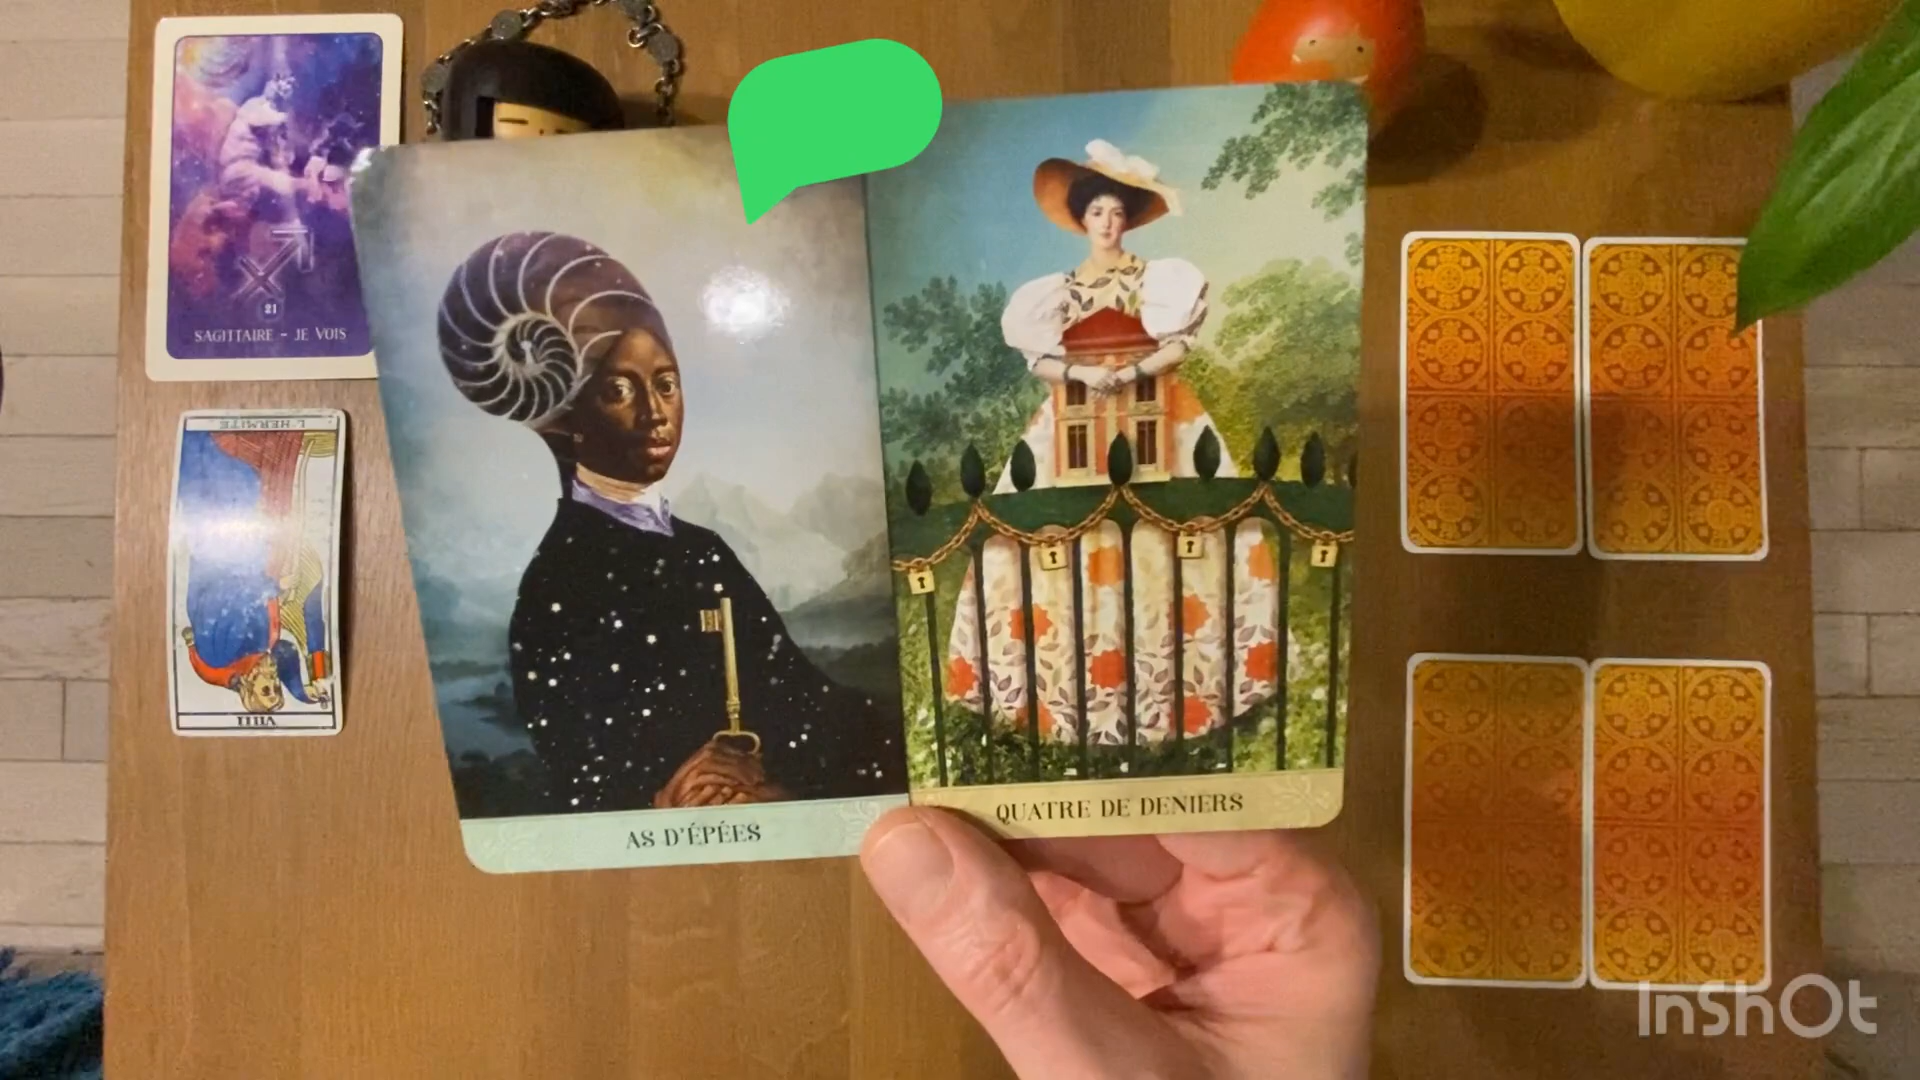 21
SAGITTAIRE - JE VOIS
L'HERMITE
VIIII
AS D'ÉPÉES
QUATRE DE DENIERS
InShOt